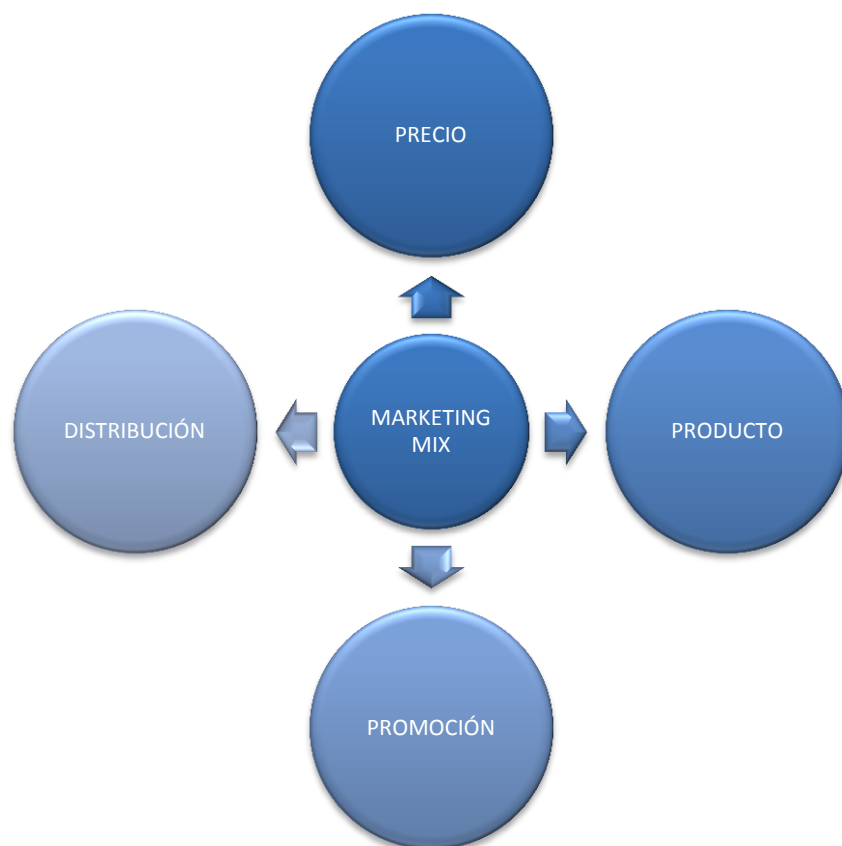 PRECIO
DISTRIBUCIÓN
MARKETING
MIX
PRODUCTO
PROMOCIÓN